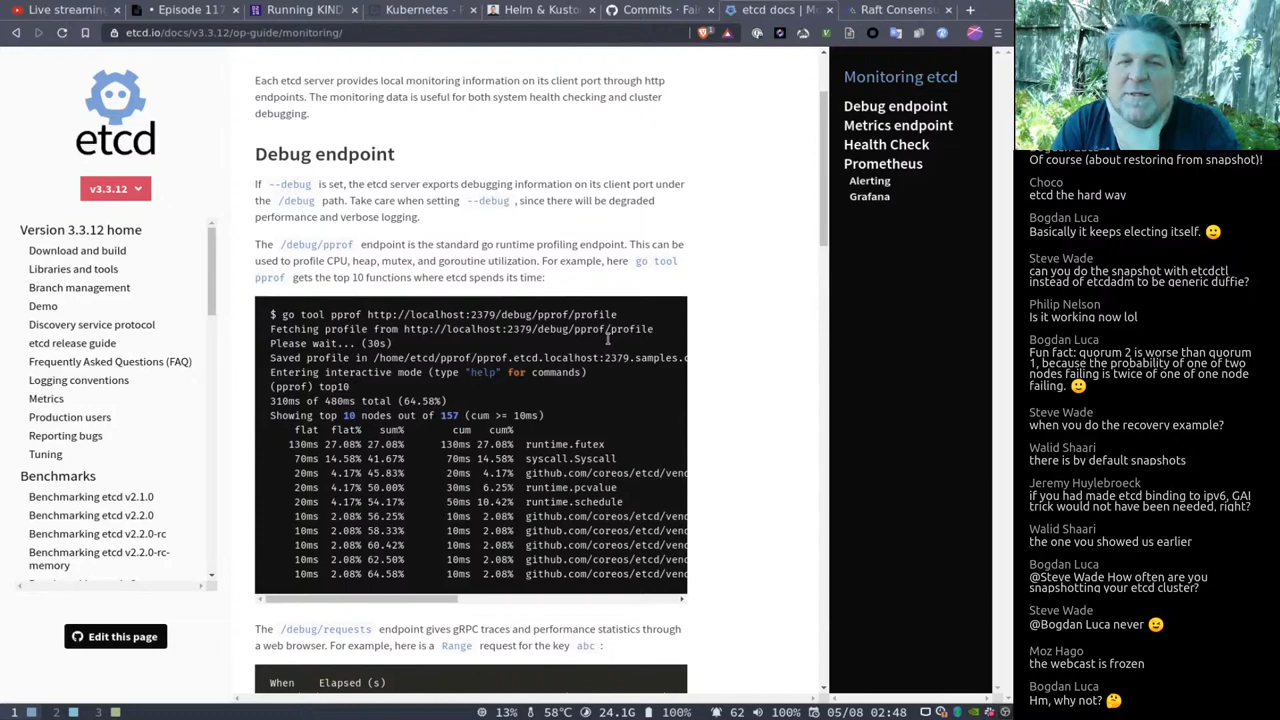 Live streaming
Episode 117
Running KIND
Kubernetes - F
Helm & Kusto
Commits · Fai
etcd docs | Mo
Raft Consensu
etcd.io/docs/v3.3.12/op-guide/monitoring/
etcd
v3.3.12
Version 3.3.12 home
Download and build
Libraries and tools
Branch management
Demo
Discovery service protocol
etcd release guide
Frequently Asked Questions (FAQ)
Logging conventions
Metrics
Production users
Reporting bugs
Tuning
Benchmarks
Benchmarking etcd v2.1.0
Benchmarking etcd v2.2.0
Benchmarking etcd v2.2.0-rc
Benchmarking etcd v2.2.0-rc-
memory
Edit this page
Each etcd server provides local monitoring information on its client port through http
endpoints. The monitoring data is useful for both system health checking and cluster
debugging.
Debug endpoint
If --debug is set, the etcd server exports debugging information on its client port under
the /debug path. Take care when setting --debug , since there will be degraded
performance and verbose logging.
The /debug/pprof endpoint is the standard go runtime profiling endpoint. This can be
used to profile CPU, heap, mutex, and goroutine utilization. For example, here go tool
pprof gets the top 10 functions where etcd spends its time:
$ go tool pprof http://localhost:2379/debug/pprof/profile
Fetching profile from http://localhost:2379/debug/pprof/profile
Please wait... (30s)
Saved profile in /home/etcd/pprof/pprof.etcd.localhost:2379.samples.c
Entering interactive mode (type "help" for commands)
(pprof) top10
310ms of 480ms total (64.58%)
Showing top 10 nodes out of 157 (cum >= 10ms)
flat flat% sum% cum cum%
130ms 27.08% 27.08% 130ms 27.08% runtime.futex
70ms 14.58% 41.67% 70ms 14.58% syscall.Syscall
20ms 4.17% 45.83% 20ms 4.17% github.com/coreos/etcd/vend
20ms 4.17% 50.00% 30ms 6.25% runtime.pcvalue
20ms 4.17% 54.17% 50ms 10.42% runtime.schedule
10ms 2.08% 56.25% 10ms 2.08% github.com/coreos/etcd/vend
10ms 2.08% 58.33% 10ms 2.08% github.com/coreos/etcd/vend
10ms 2.08% 60.42% 10ms 2.08% github.com/coreos/etcd/vend
10ms 2.08% 62.50% 10ms 2.08% github.com/coreos/etcd/vend
10ms 2.08% 64.58% 10ms 2.08% github.com/coreos/etcd/vend
The /debug/requests endpoint gives gRPC traces and performance statistics through
a web browser. For example, here is a Range request for the key abc :
When Elapsed (s)
Monitoring etcd
Debug endpoint
Metrics endpoint
Health Check
Prometheus
Alerting
Grafana
Of course (about restoring from snapshot)!
Choco
etcd the hard way
Bogdan Luca
Basically it keeps electing itself. 🙂
Steve Wade
can you do the snapshot with etcdctl
instead of etcdadm to be generic duffie?
Philip Nelson
Is it working now lol
Bogdan Luca
Fun fact: quorum 2 is worse than quorum
1, because the probability of one of two
nodes failing is twice of one of one node
failing. 🙂
Steve Wade
when you do the recovery example?
Walid Shaari
there is by default snapshots
Jeremy Huylebroeck
if you had made etcd binding to ipv6, GAI
trick would not have been needed, right?
Walid Shaari
the one you showed us earlier
Bogdan Luca
@Steve Wade How often are you
snapshotting your etcd cluster?
Steve Wade
@Bogdan Luca never 😉
Moz Hago
the webcast is frozen
Bogdan Luca
Hm, why not? 🤔
1 2 3 13% 58°C 24.1G 100% 62 100% 05/08 02:48